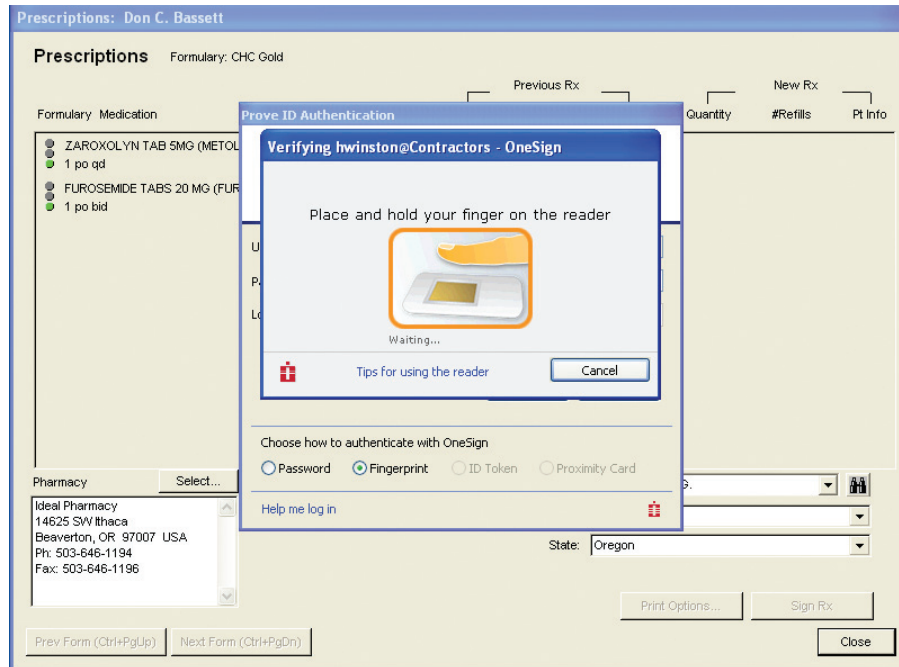 Prescriptions: Don C. Bassett
Prescriptions Formulary: CHC Gold
Previous Rx New Rx
Formulary Medication Quantity #Refills Pt Info
ZAROXOLYN TAB 5MG (METOL
1 po qd
FUROSEMIDE TABS 20 MG (FUR
1 po bid
Prove ID Authentication
Verifying hwinston@Contractors - OneSign
Place and hold your finger on the reader
Waiting...
Tips for using the reader Cancel
U
P
Lo
Choose how to authenticate with OneSign
Password Fingerprint ID Token Proximity Card
Help me log in
Pharmacy Select...
Ideal Pharmacy
14625 SW Ithaca
Beaverton, OR 97007 USA
Ph: 503-646-1194
Fax: 503-646-1196
G.
State: Oregon
Print Options... Sign Rx
Prev Form (Ctrl+PgUp) Next Form (Ctrl+PgDn) Close